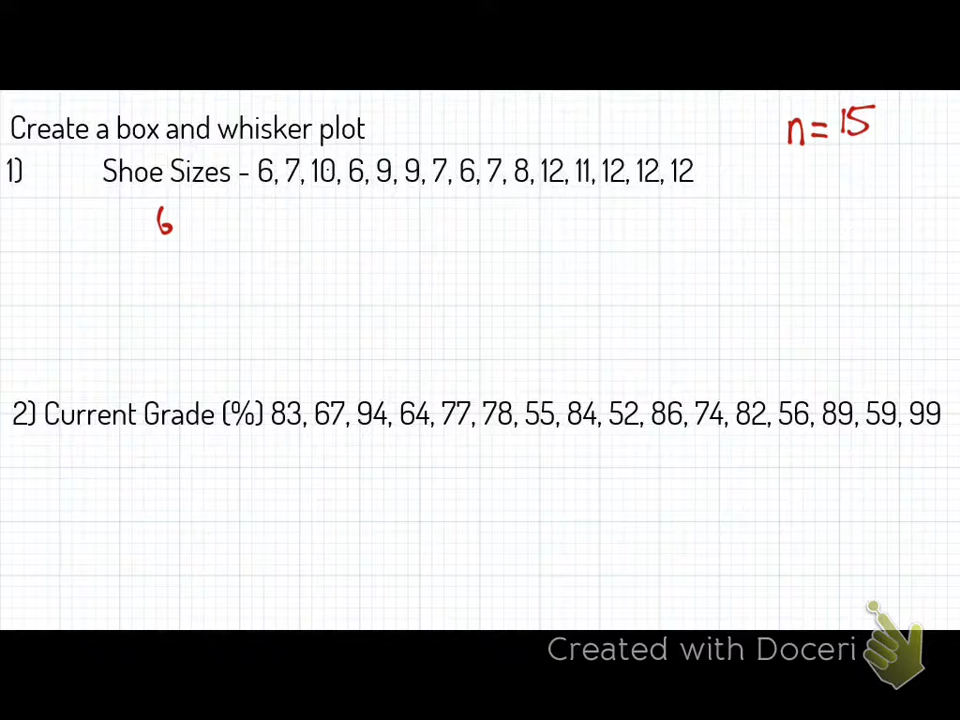 Create a box and whisker plot
n = 15
1) Shoe Sizes - 6, 7, 10, 6, 9, 9, 7, 6, 7, 8, 12, 11, 12, 12, 12
6
2) Current Grade (%) 83, 67, 94, 64, 77, 78, 55, 84, 52, 86, 74, 82, 56, 89, 59, 99
Created with Doceri